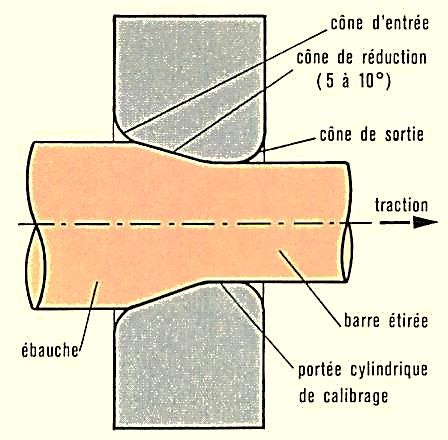 cône d'entrée
cône de réduction
(5 à 10°)
cône de sortie
traction
barre étirée
ébauche
portée cylindrique
de calibrage